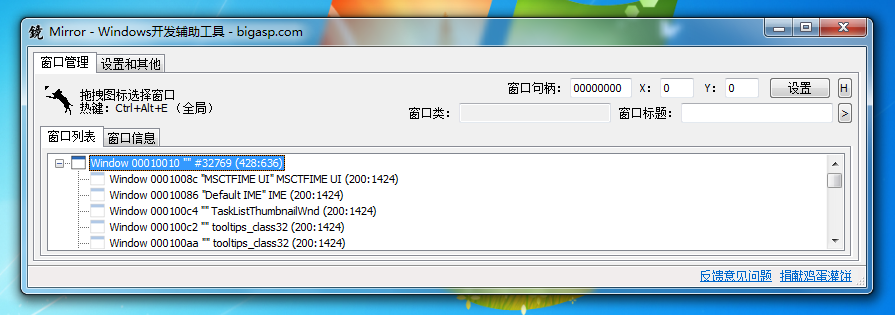 镜 Mirror - Windows开发辅助工具 - bigasp.com
窗口管理 设置和其他
拖拽图标选择窗口
热键：Ctrl+Alt+E （全局）
窗口句柄： 00000000 X： 0 Y： 0 设置 H
窗口类： 窗口标题： >
窗口列表 窗口信息
Window 00010010 "" #32769 (428:636)
Window 0001008c "MSCTFIME UI" MSCTFIME UI (200:1424)
Window 00010086 "Default IME" IME (200:1424)
Window 000100c4 "" TaskListThumbnailWnd (200:1424)
Window 000100c2 "" tooltips_class32 (200:1424)
Window 000100aa "" tooltips_class32 (200:1424)
反馈意见问题 捐献鸡蛋灌饼